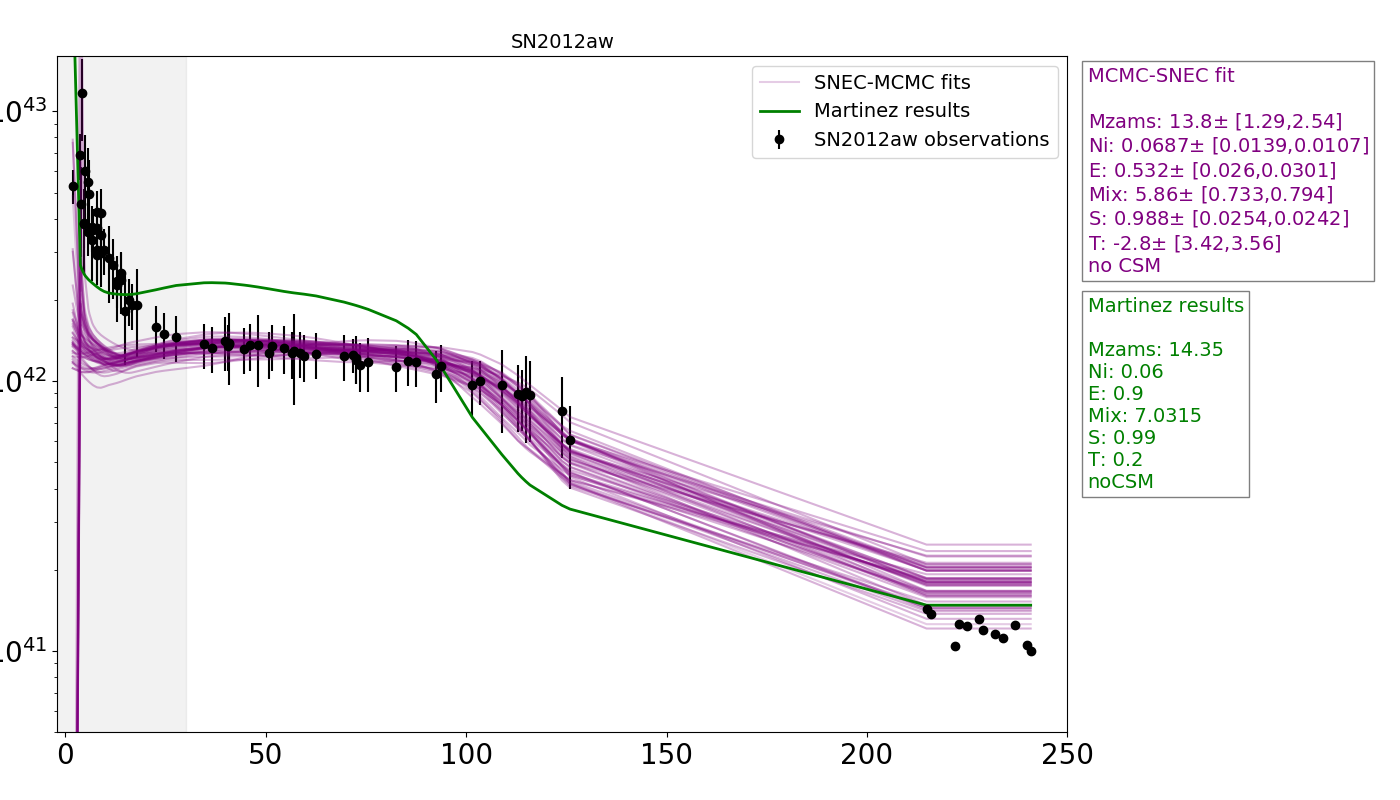 SN2012aw
SNEC-MCMC fits
Martinez results
SN2012aw observations
MCMC-SNEC fit
Mzams: 13.8± [1.29,2.54]
Ni: 0.0687± [0.0139,0.0107]
E: 0.532± [0.026,0.0301]
Mix: 5.86± [0.733,0.794]
S: 0.988± [0.0254,0.0242]
T: -2.8± [3.42,3.56]
no CSM
Martinez results
Mzams: 14.35
Ni: 0.06
E: 0.9
Mix: 7.0315
S: 0.99
T: 0.2
noCSM
0⁴³
0⁴²
0⁴¹
0 50 100 150 200 250